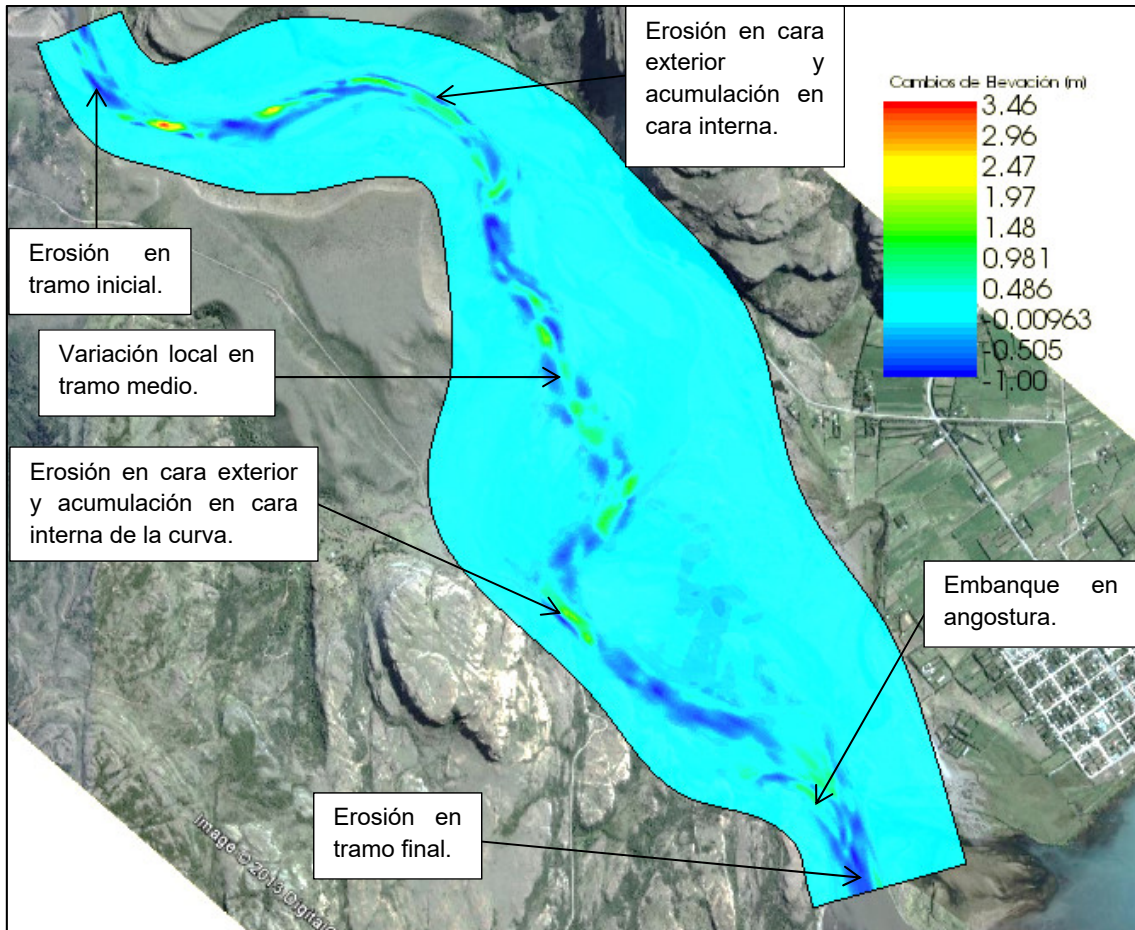 Erosión en cara
exterior y
acumulación en
cara interna.
Cambios de Elevación (m)
3.46
2.96
2.47
1.97
1.48
0.981
0.486
-0.00963
-0.505
-1.00
Erosión en
tramo inicial.
Variación local en
tramo medio.
Erosión en cara exterior
y acumulación en cara
interna de la curva.
Embanque en
angostura.
Erosión en
tramo final.
Image © 2013 DigitalG